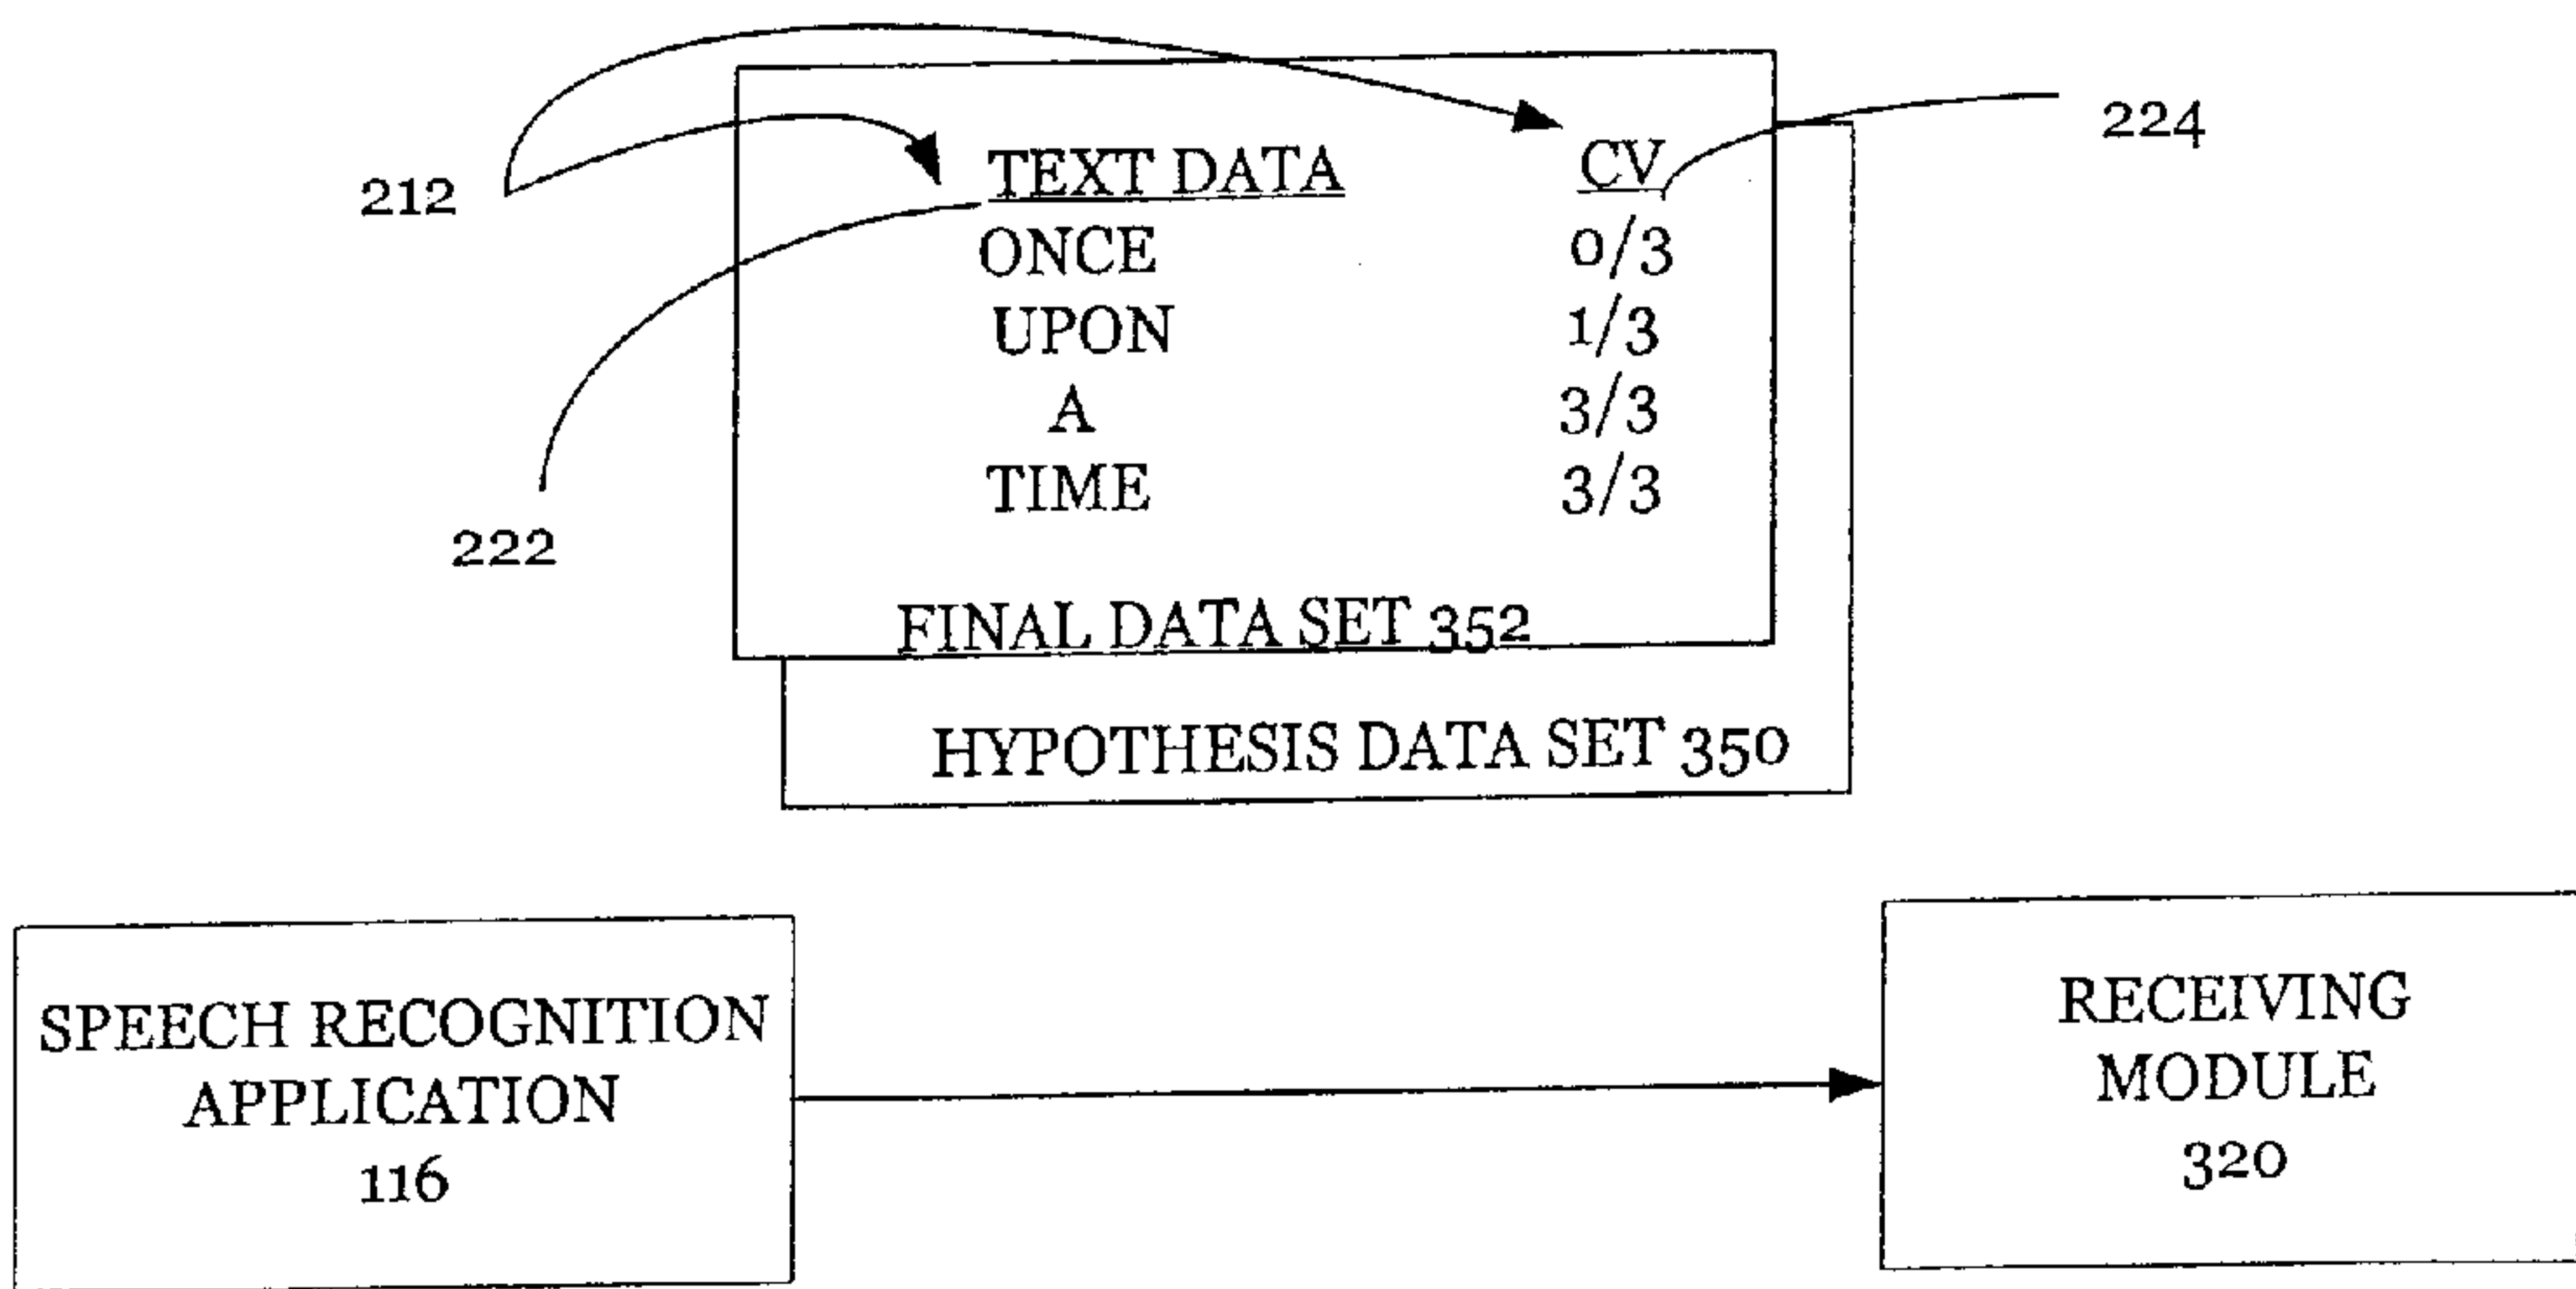 224
212
TEXT DATA CV
ONCE 0/3
UPON 1/3
A 3/3
TIME 3/3
222
FINAL DATA SET 352
HYPOTHESIS DATA SET 350
SPEECH RECOGNITION
APPLICATION
116
RECEIVING
MODULE
320